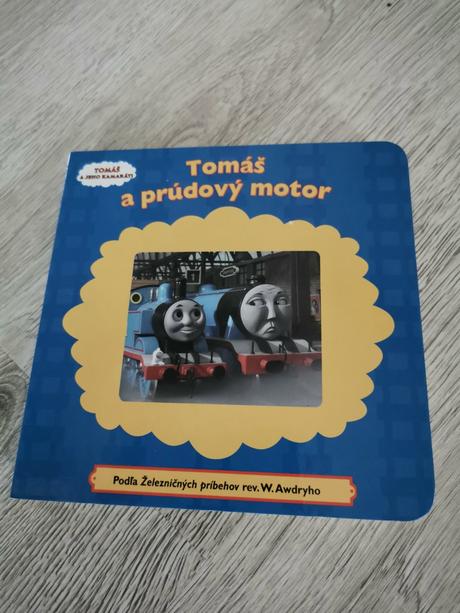 TOMÁŠ
A JEHO KAMARÁTI
Tomáš
a prúdový motor
Podľa Železničných príbehov rev. W. Awdryho